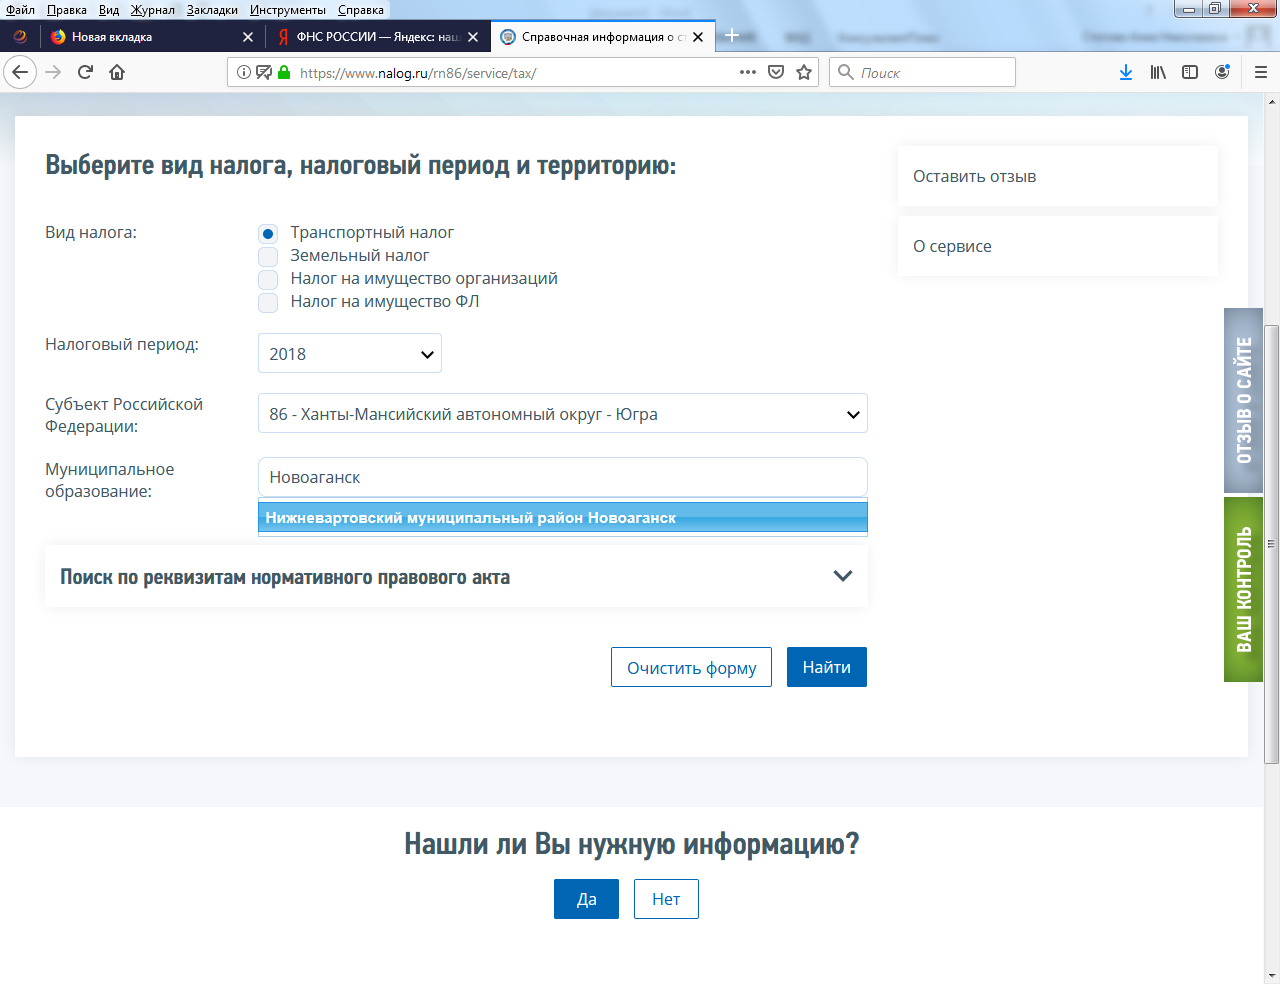 Файл Правка Вид Журнал Закладки Инструменты Справка
Новая вкладка
ФНС РОССИИ — Яндекс: наш
Справочная информация о ст
https://www.nalog.ru/rn86/service/tax/
Поиск
Выберите вид налога, налоговый период и территорию:
Оставить отзыв
О сервисе
Вид налога:
Транспортный налог
Земельный налог
Налог на имущество организаций
Налог на имущество ФЛ
Налоговый период:
2018
Субъект Российской
Федерации:
86 - Ханты-Мансийский автономный округ - Югра
Муниципальное
образование:
Новоаганск
Нижневартовский муниципальный район Новоаганск
Поиск по реквизитам нормативного правового акта
Очистить форму
Найти
ОТЗЫВ О САЙТЕ
ВАШ КОНТРОЛЬ
Нашли ли Вы нужную информацию?
Да
Нет